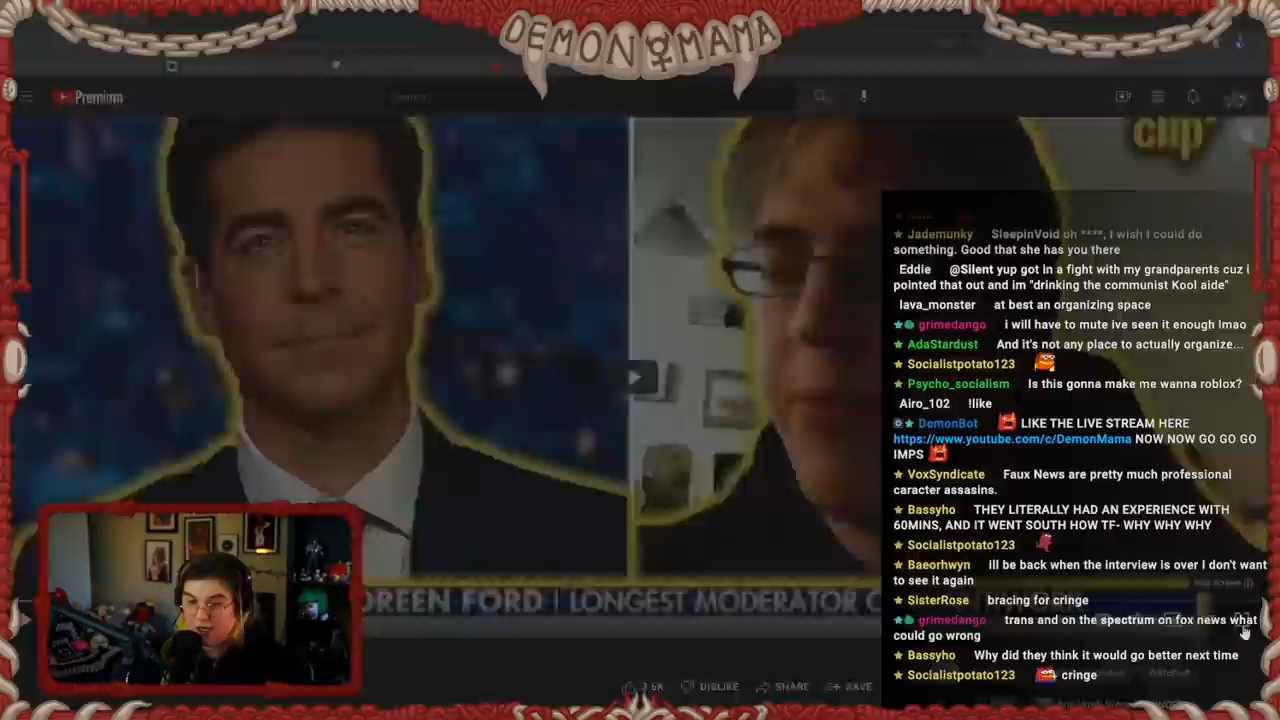 DEMON MAMA
Premium
clip
Jademunky SleepinVoid oh ****, I wish I could do
something. Good that she has you there
Eddie @Silent yup got in a fight with my grandparents cuz i
pointed that out and im "drinking the communist Kool aide"
lava_monster at best an organizing space
grimedango i will have to mute ive seen it enough lmao
AdaStardust And it's not any place to actually organize...
Socialistpotato123
Psycho_socialism Is this gonna make me wanna roblox?
Airo_102 !like
DemonBot LIKE THE LIVE STREAM HERE
https://www.youtube.com/c/DemonMama NOW NOW GO GO GO
IMPS
VoxSyndicate Faux News are pretty much professional
caracter assasins.
Bassyho THEY LITERALLY HAD AN EXPERIENCE WITH
60MINS, AND IT WENT SOUTH HOW TF- WHY WHY WHY
Socialistpotato123
Baeorhwyn ill be back when the interview is over I don't want
to see it again
SisterRose bracing for cringe
grimedango trans and on the spectrum on fox news what
could go wrong
Bassyho Why did they think it would go better next time
Socialistpotato123 cringe
OREEN FORD | LONGEST MODERATOR
DISLIKE SHARE SAVE